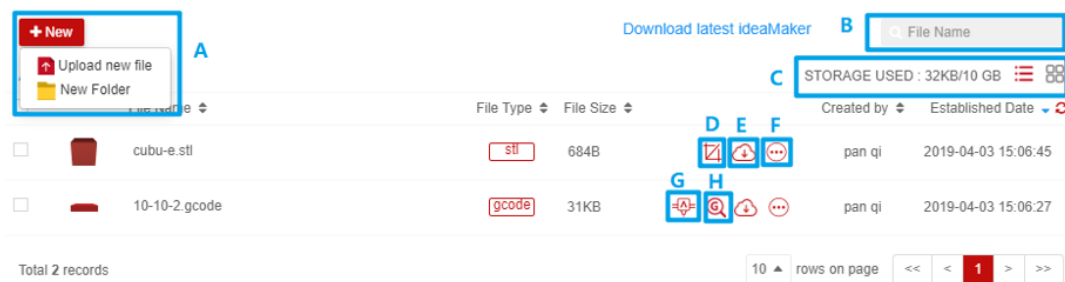 + New
A
Download latest ideaMaker
B
File Name
Upload new file
New Folder
C
STORAGE USED : 32KB/10 GB
File Name
File Type
File Size
Created by
Established Date
D E F
cubu-e.stl
stl
684B
pan qi
2019-04-03 15:06:45
G H
10-10-2.gcode
gcode
31KB
G
pan qi
2019-04-03 15:06:27
Total 2 records
10
rows on page
<< < 1 > >>